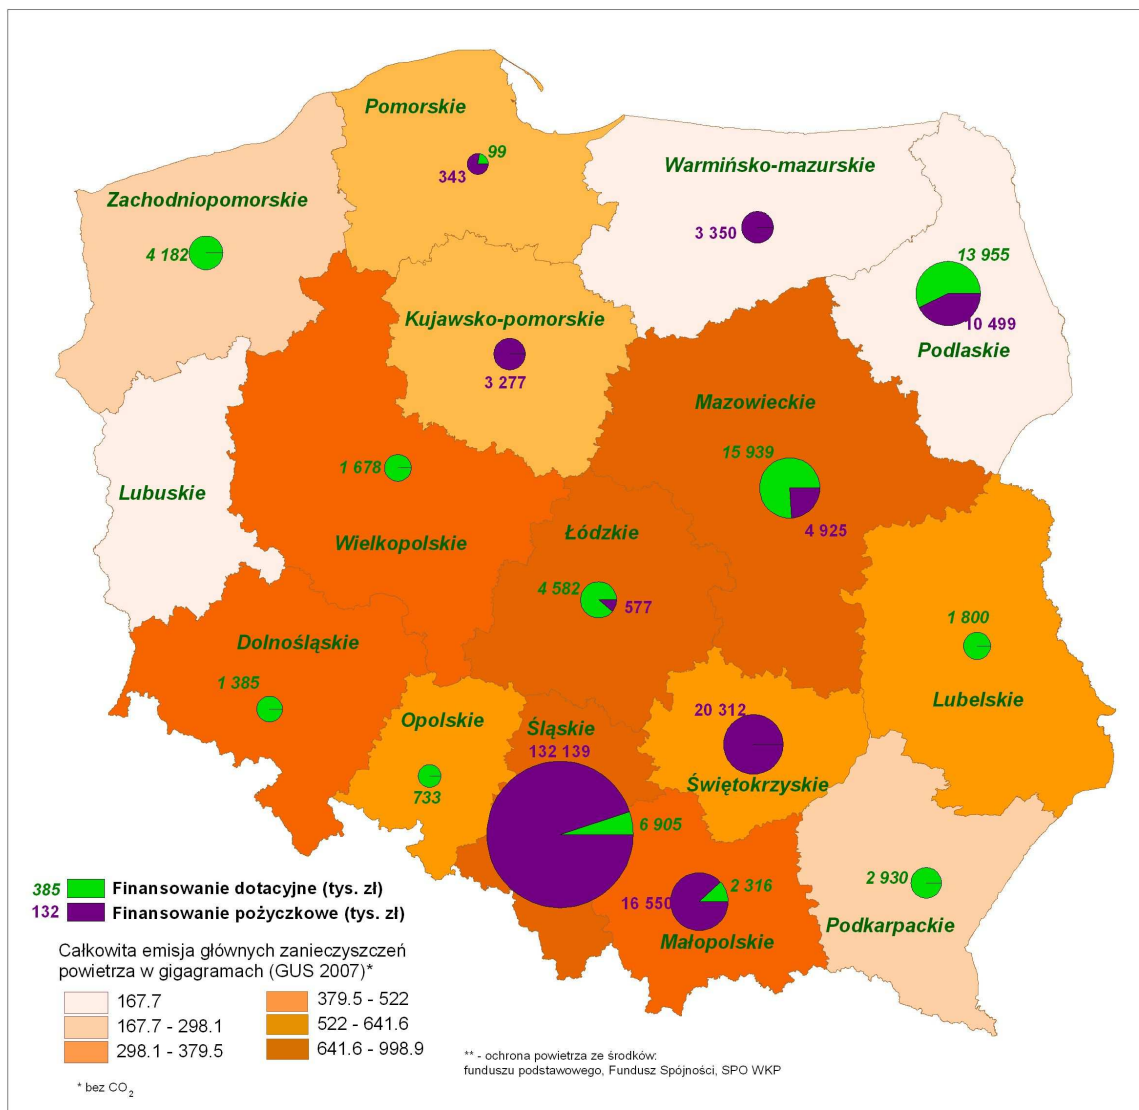 Pomorskie
99
343
Warmińsko-mazurskie
3 350
Zachodniopomorskie
4 182
13 955
10 499
Podlaskie
Kujawsko-pomorskie
3 277
Mazowieckie
15 939
4 925
1 678
Wielkopolskie
Lubuskie
Łódzkie
4 582
577
1 800
Lubelskie
Dolnośląskie
1 385
Opolskie
733
Śląskie
132 139
6 905
20 312
Świętokrzyskie
16 550
2 316
Małopolskie
2 930
Podkarpackie
385 Finansowanie dotacyjne (tys. zł)
132 Finansowanie pożyczkowe (tys. zł)
Całkowita emisja głównych zanieczyszczeń
powietrza w gigagramach (GUS 2007)*
167.7
167.7 - 298.1
298.1 - 379.5
379.5 - 522
522 - 641.6
641.6 - 998.9
* bez CO2
** - ochrona powietrza ze środków:
funduszu podstawowego, Fundusz Spójności, SPO WKP